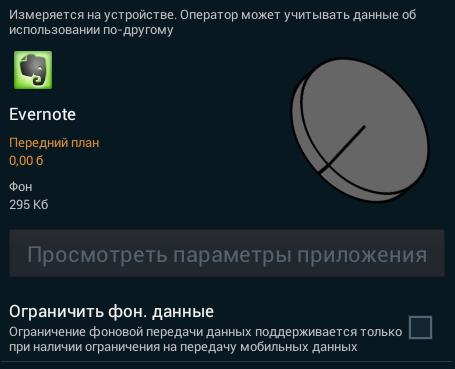 Измеряется на устройстве. Оператор может учитывать данные об
использовании по-другому
Evernote
Передний план
0,00 б
Фон
295 Кб
Просмотреть параметры приложения
Ограничить фон. данные
Ограничение фоновой передачи данных поддерживается только
при наличии ограничения на передачу мобильных данных